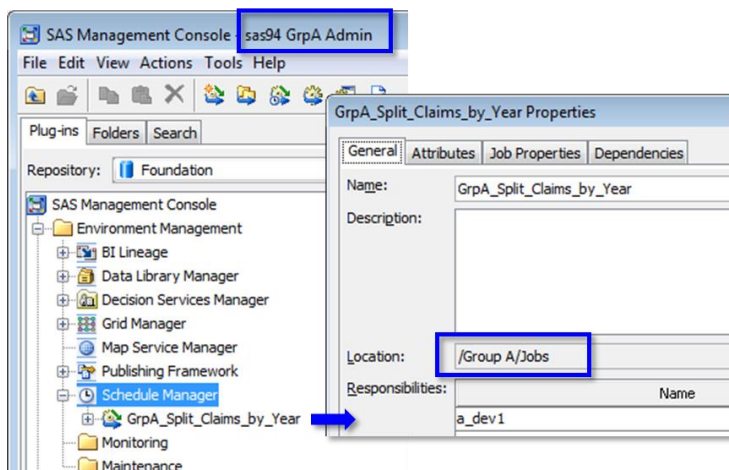 SAS Management Console - sas94 GrpA Admin
File Edit View Actions Tools Help
Plug-ins Folders Search
Repository: Foundation
SAS Management Console
Environment Management
BI Lineage
Data Library Manager
Decision Services Manager
Grid Manager
Map Service Manager
Publishing Framework
Schedule Manager
GrpA_Split_Claims_by_Year
Monitoring
Maintenance
GrpA_Split_Claims_by_Year Properties
General Attributes Job Properties Dependencies
Name: GrpA_Split_Claims_by_Year
Description:
Location: /Group A/Jobs
Responsibilities: Name
a_dev1